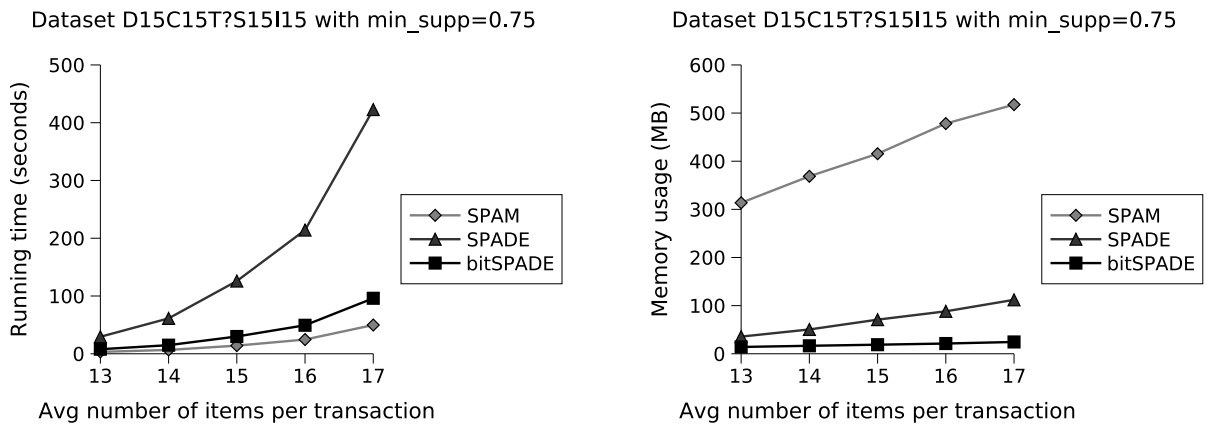 Dataset D15C15T?S15I15 with min_supp=0.75
Running time (seconds)
500
400
300
200
100
0
13 14 15 16 17
Avg number of items per transaction
SPAM
SPADE
bitSPADE
Dataset D15C15T?S15I15 with min_supp=0.75
Memory usage (MB)
600
500
400
300
200
100
0
13 14 15 16 17
Avg number of items per transaction
SPAM
SPADE
bitSPADE